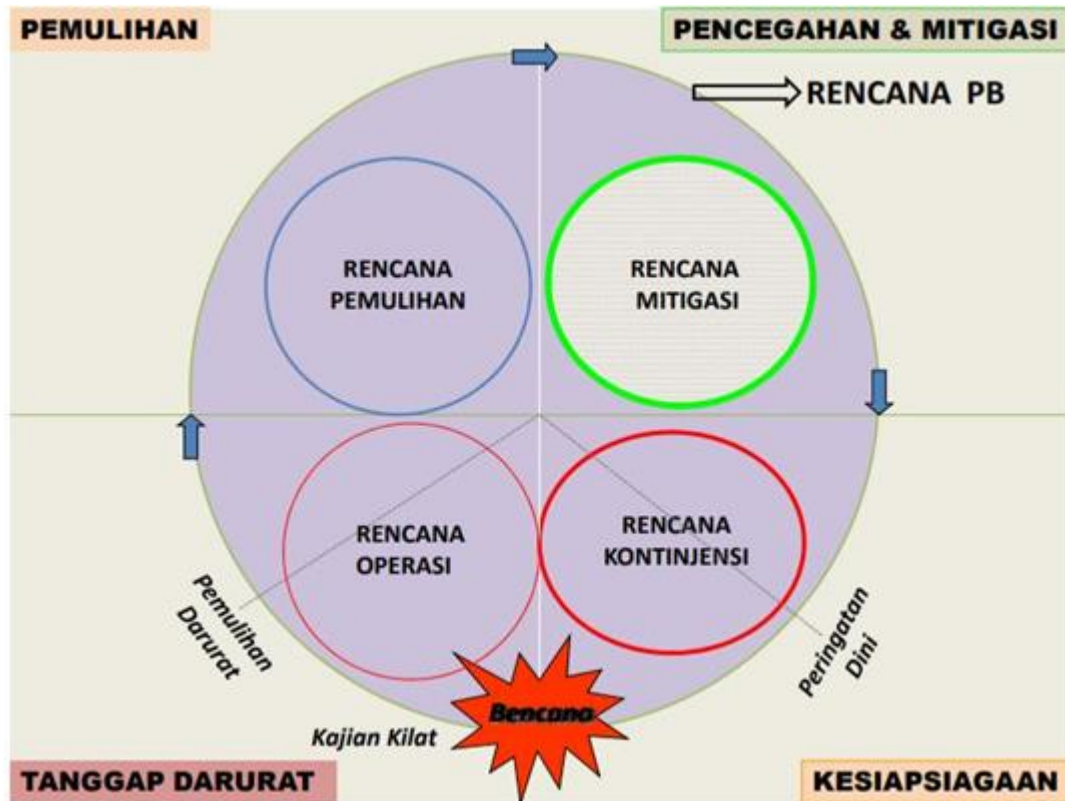 PEMULIHAN
PENCEGAHAN & MITIGASI
RENCANA PB
RENCANA
PEMULIHAN
RENCANA
MITIGASI
RENCANA
OPERASI
RENCANA
KONTINJENSI
Pemulihan
Darurat
Peringatan
Dini
Bencana
Kajian Kilat
TANGGAP DARURAT
KESIAPSIAGAAN